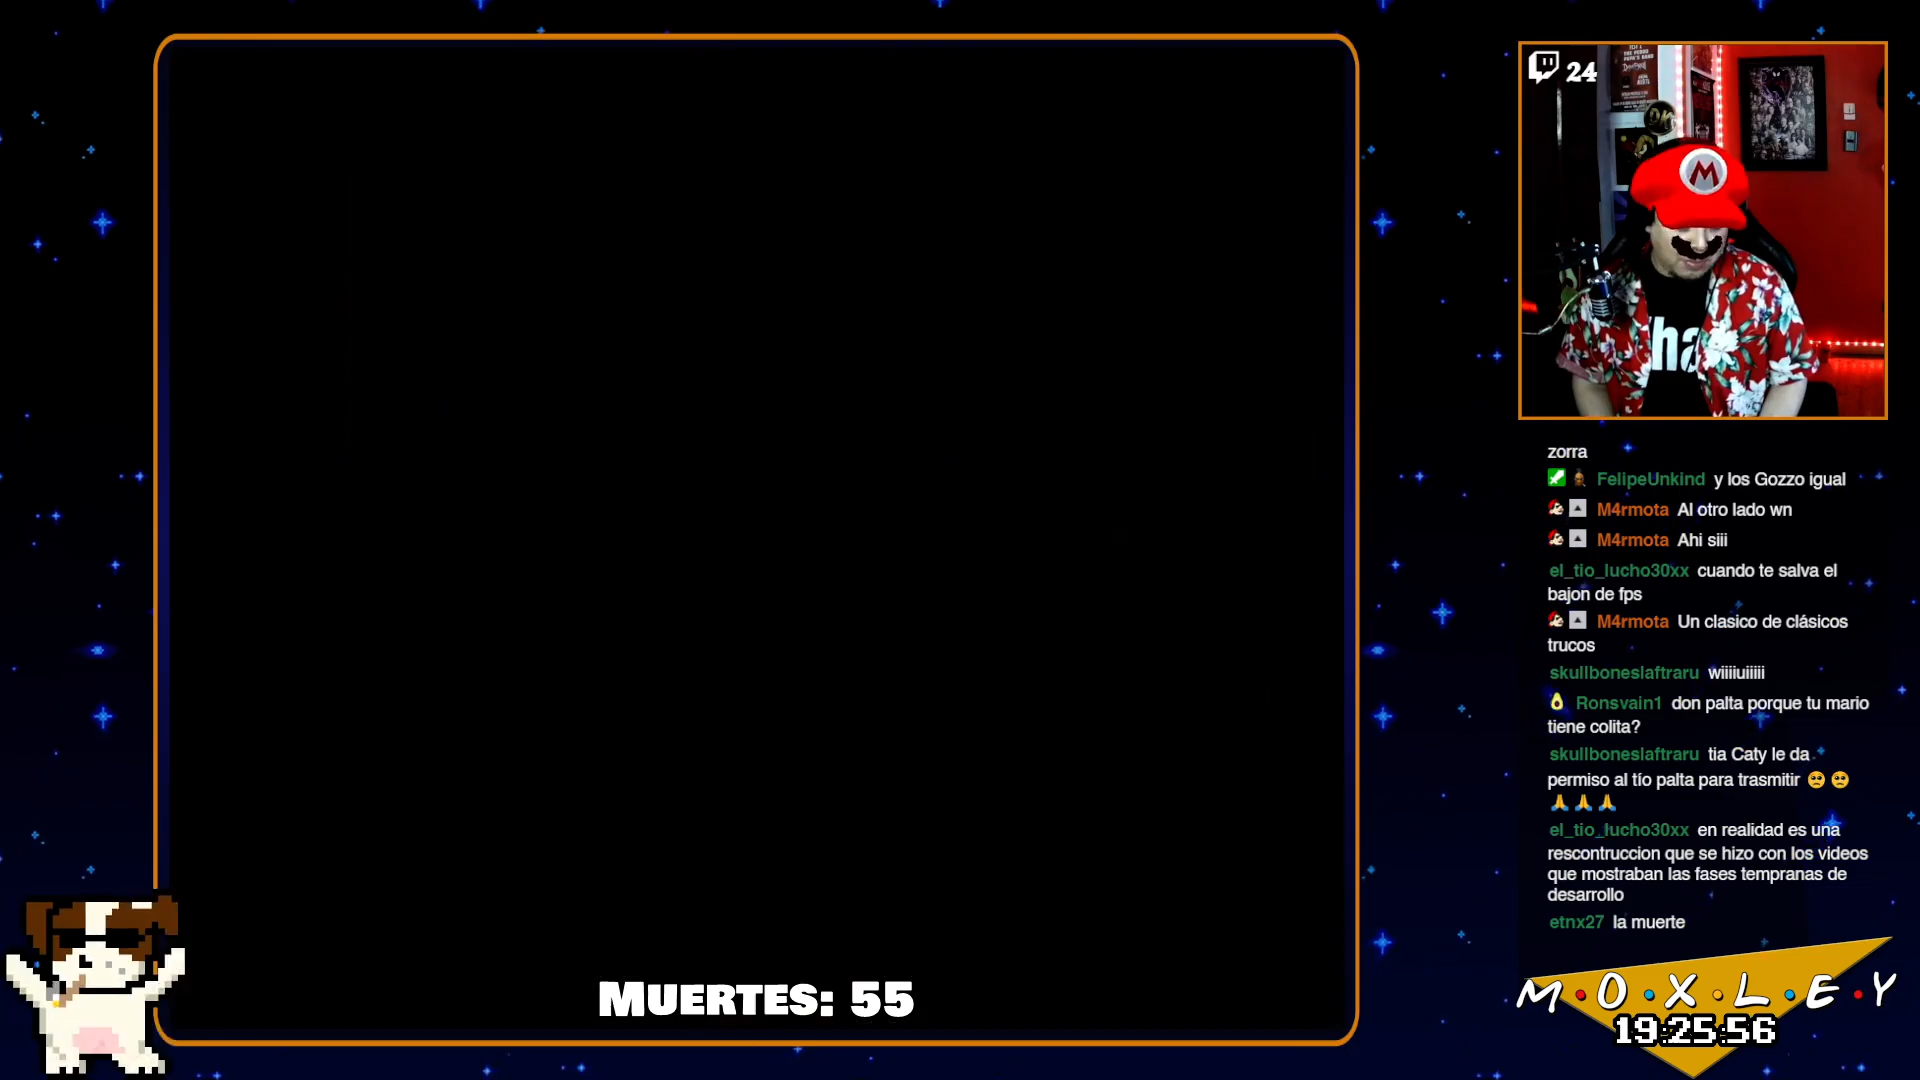 24
M
zorra
FelipeUnkind y los Gozzo igual
M4rmota Al otro lado wn
M4rmota Ahi siii
el_tio_lucho30xx cuando te salva el
bajon de fps
M4rmota Un clasico de clásicos
trucos
skullboneslaftraru wiiiiuiiiii
Ronsvain1 don palta porque tu mario
tiene colita?
skullboneslaftraru tia Caty le da
permiso al tío palta para trasmitir 🥺 🥺
🙏 🙏 🙏
el_tio_lucho30xx en realidad es una
rescontruccion que se hizo con los videos
que mostraban las fases tempranas de
desarrollo
etnx27 la muerte
MUERTES: 55
M•O•X•L•E•Y
19:25:56